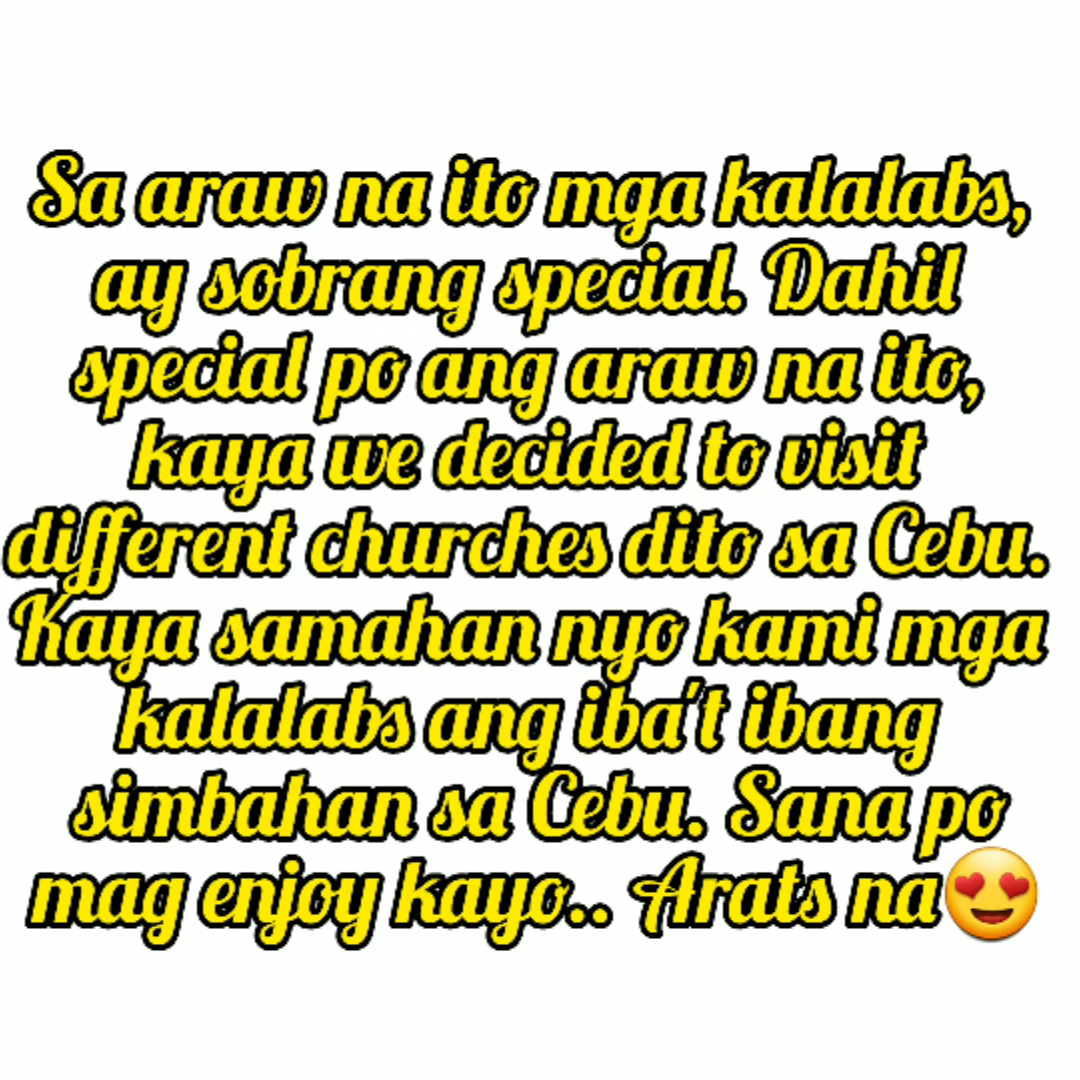 Sa araw na ito mga kalalabs,
ay sobrang special. Dahil
special po ang araw na ito,
kaya we decided to visit
different churches dito sa Cebu.
Kaya samahan nyo kami mga
kalalabs ang iba't ibang
simbahan sa Cebu. Sana po
mag enjoy kayo.. Arats na😍